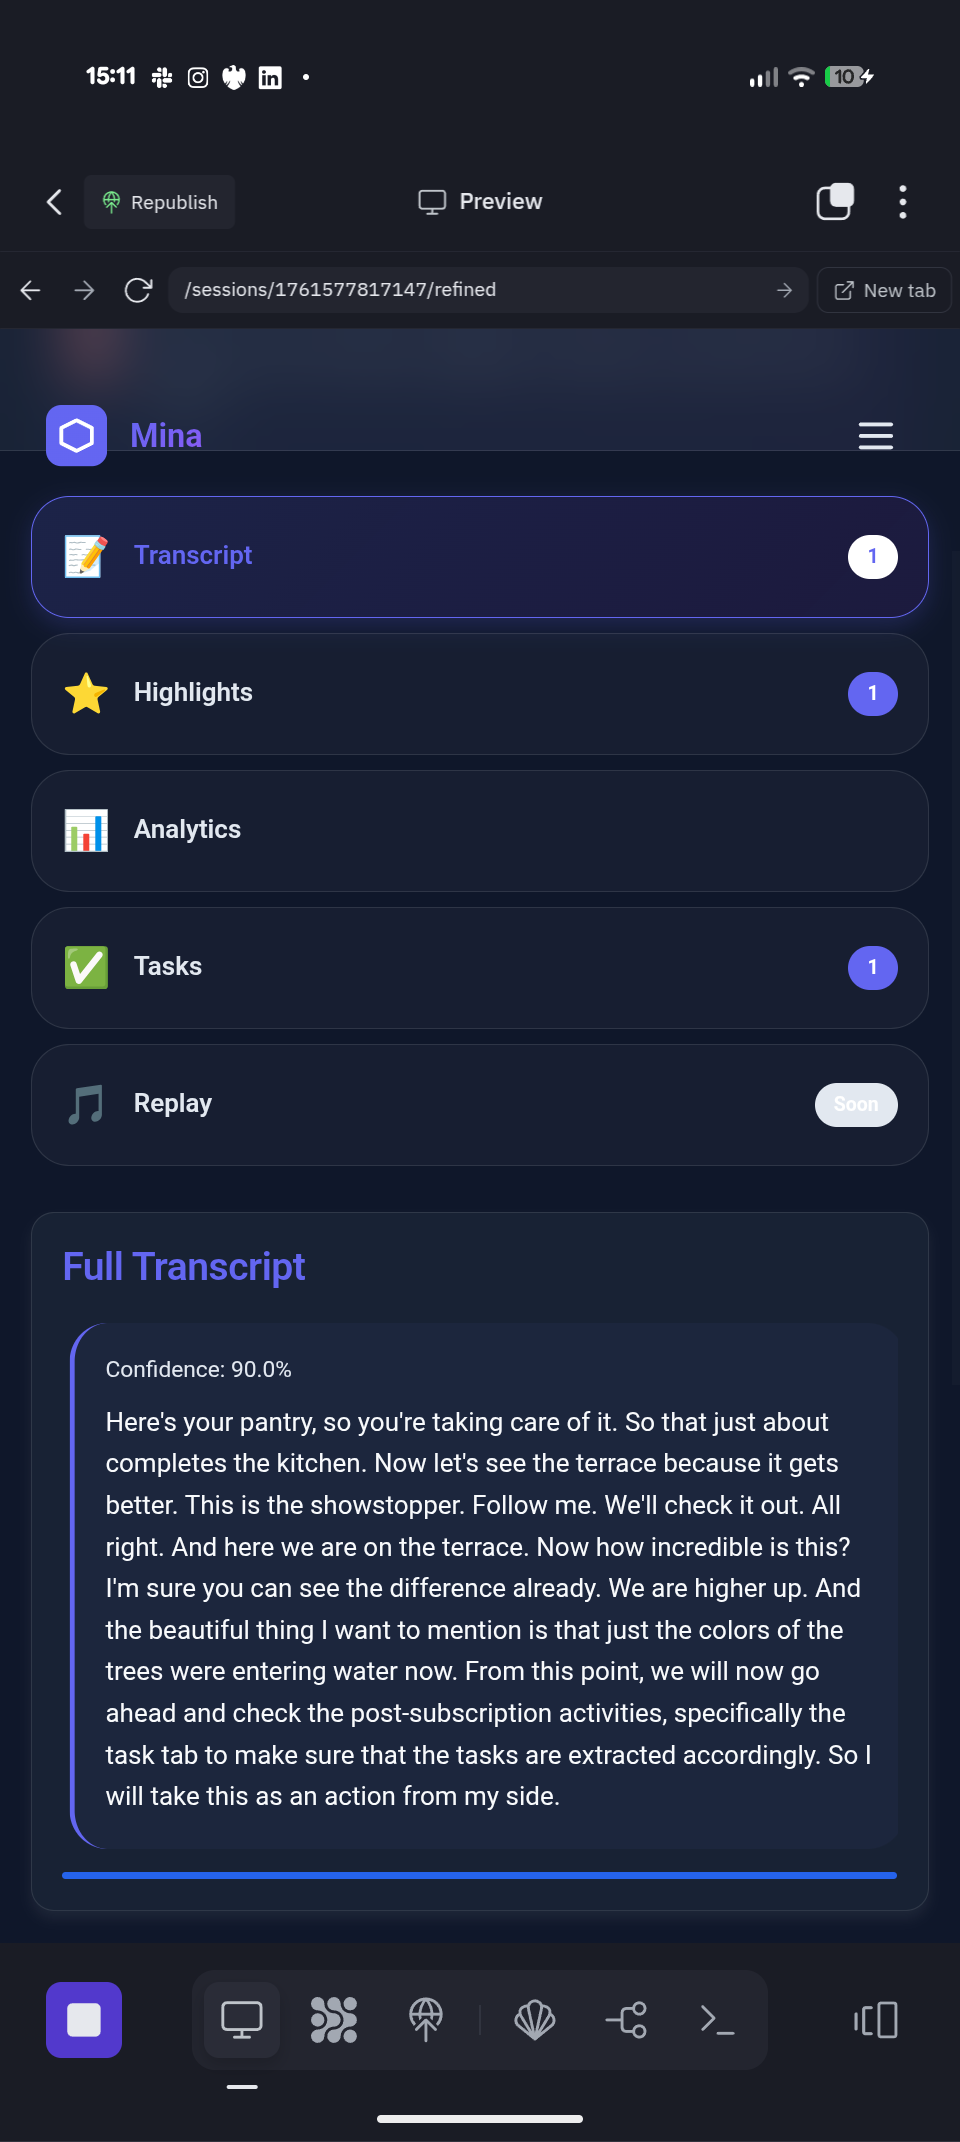 15:11
10
Republish
Preview
/sessions/1761577817147/refined
New tab
Mina
Transcript
1
Highlights
1
Analytics
Tasks
1
Replay
Soon
Full Transcript
Confidence: 90.0%
Here's your pantry, so you're taking care of it. So that just about
completes the kitchen. Now let's see the terrace because it gets
better. This is the showstopper. Follow me. We'll check it out. All
right. And here we are on the terrace. Now how incredible is this?
I'm sure you can see the difference already. We are higher up. And
the beautiful thing I want to mention is that just the colors of the
trees were entering water now. From this point, we will now go
ahead and check the post-subscription activities, specifically the
task tab to make sure that the tasks are extracted accordingly. So I
will take this as an action from my side.